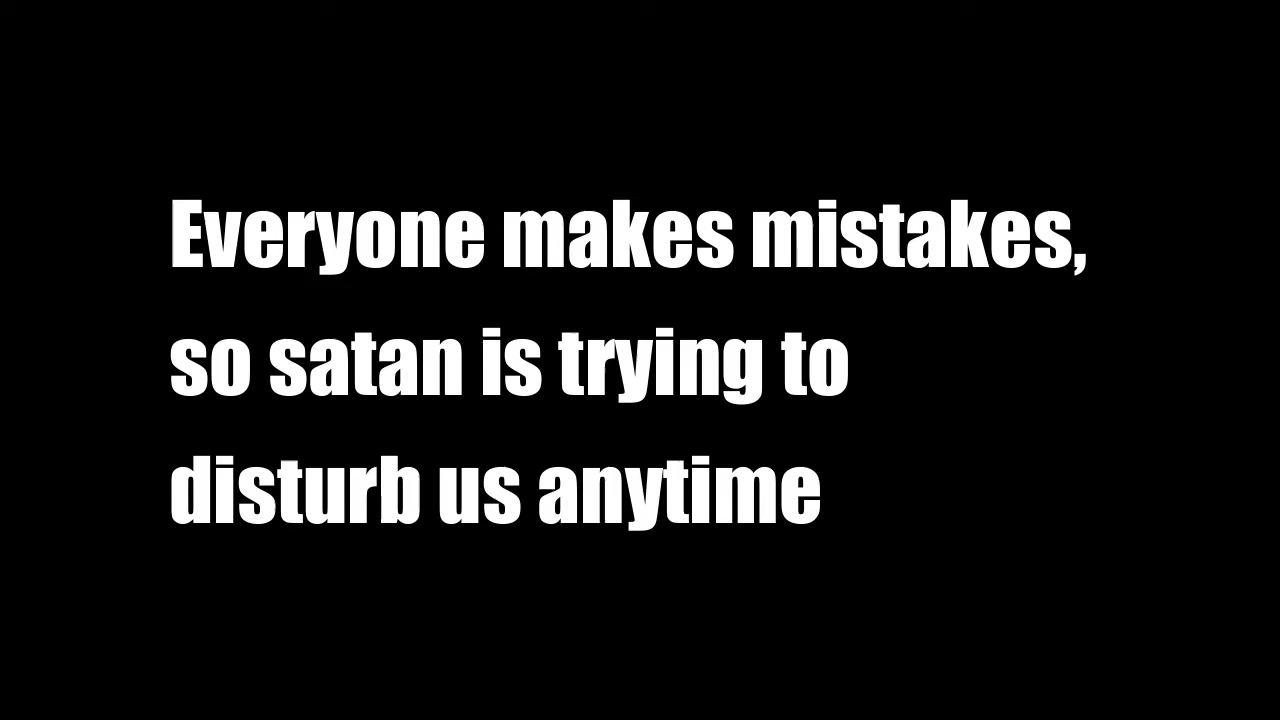 Everyone makes mistakes,
so satan is trying to
disturb us anytime